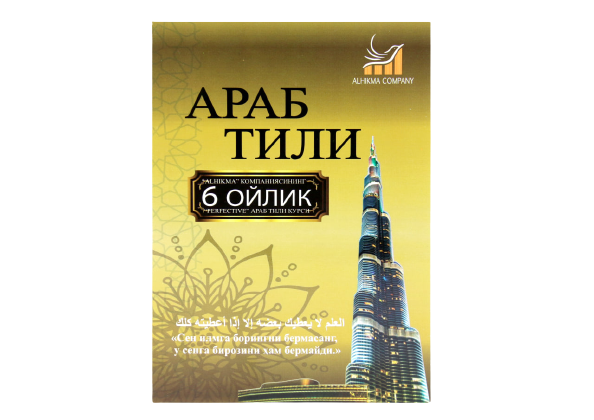 ALHIKMA COMPANY
АРАБ
ТИЛИ
"ALHIKMA" КОМПАНИЯСИНИНГ
6 ОЙЛИК
"PERFECTIVE" АРАБ ТИЛИ КУРСИ
العلم لا يعطيك بعضه إلا إذا أعطيته كلك
«Сен илмга борингни бермасанг,
у сенга бирозини хам бермайди.»